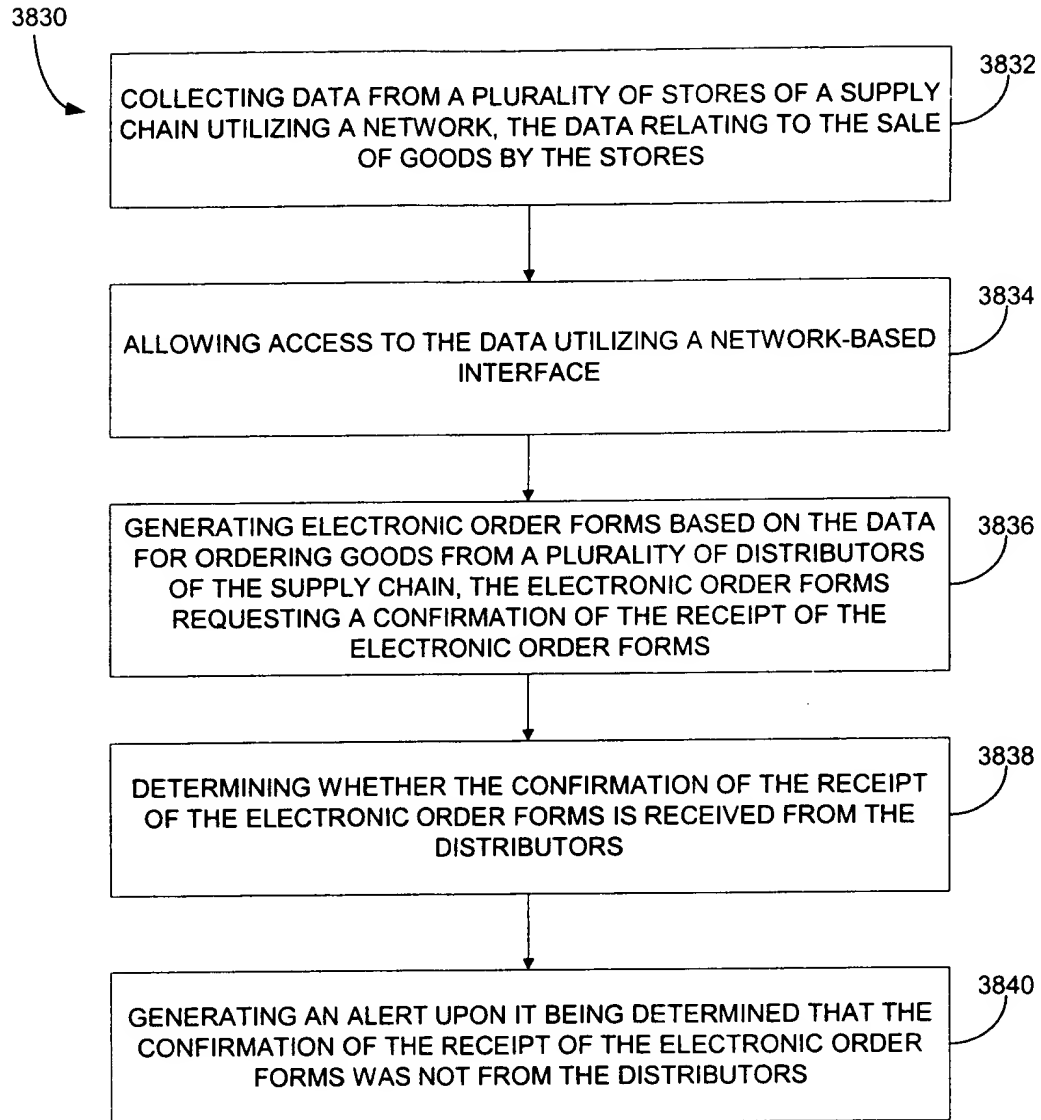 3830
3832
COLLECTING DATA FROM A PLURALITY OF STORES OF A SUPPLY
CHAIN UTILIZING A NETWORK, THE DATA RELATING TO THE SALE
OF GOODS BY THE STORES
3834
ALLOWING ACCESS TO THE DATA UTILIZING A NETWORK-BASED
INTERFACE
3836
GENERATING ELECTRONIC ORDER FORMS BASED ON THE DATA
FOR ORDERING GOODS FROM A PLURALITY OF DISTRIBUTORS
OF THE SUPPLY CHAIN, THE ELECTRONIC ORDER FORMS
REQUESTING A CONFIRMATION OF THE RECEIPT OF THE
ELECTRONIC ORDER FORMS
3838
DETERMINING WHETHER THE CONFIRMATION OF THE RECEIPT
OF THE ELECTRONIC ORDER FORMS IS RECEIVED FROM THE
DISTRIBUTORS
3840
GENERATING AN ALERT UPON IT BEING DETERMINED THAT THE
CONFIRMATION OF THE RECEIPT OF THE ELECTRONIC ORDER
FORMS WAS NOT FROM THE DISTRIBUTORS